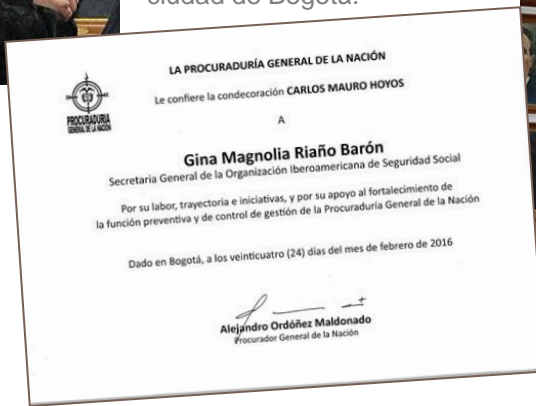 ciudad de Bogotá.
LA PROCURADURÍA GENERAL DE LA NACIÓN
Le confiere la condecoración CARLOS MAURO HOYOS
A
PROCURADURIA
GENERAL DE LA NACION
Gina Magnolia Riaño Barón
Secretaria General de la Organización Iberoamericana de Seguridad Social
Por su labor, trayectoria e iniciativas, y por su apoyo al fortalecimiento de
la función preventiva y de control de gestión de la Procuraduría General de la Nación
Dado en Bogotá, a los veinticuatro (24) días del mes de febrero de 2016
Alejandro Ordóñez Maldonado
Procurador General de la Nación